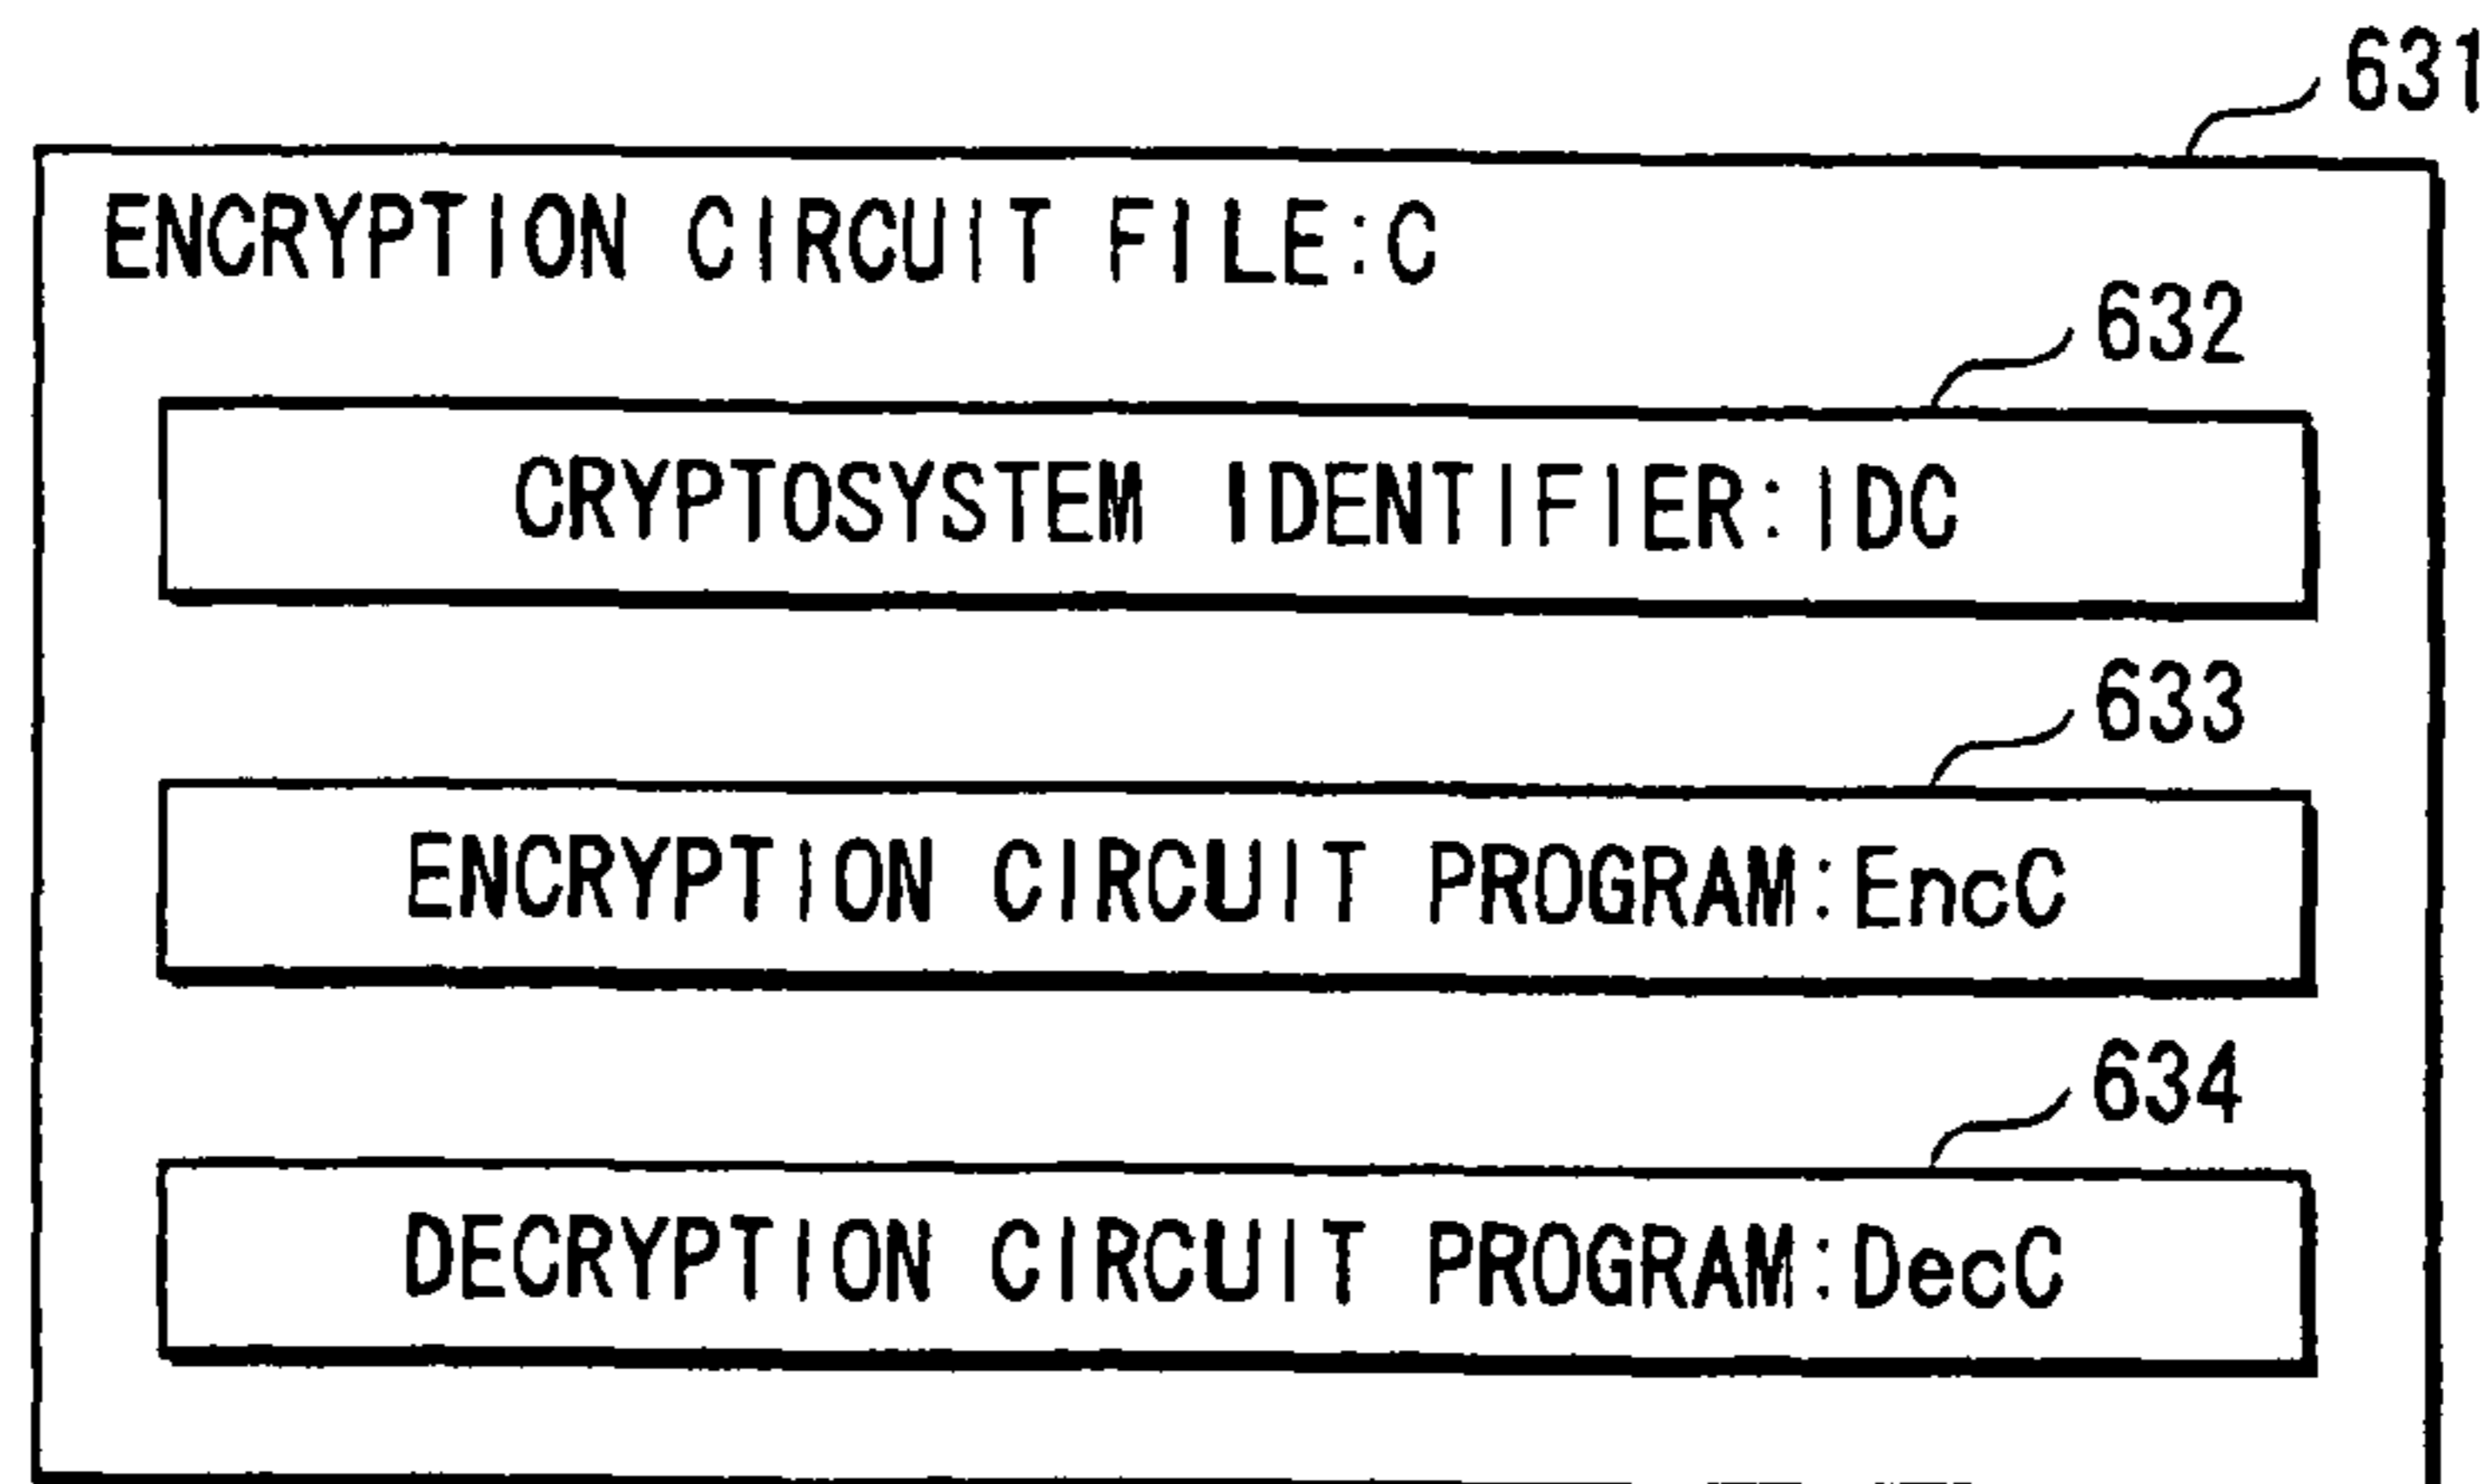 631
ENCRYPTION CIRCUIT FILE:C
632
CRYPTOSYSTEM IDENTIFIER:IDC
633
ENCRYPTION CIRCUIT PROGRAM:EncC
634
DECRYPTION CIRCUIT PROGRAM:DecC